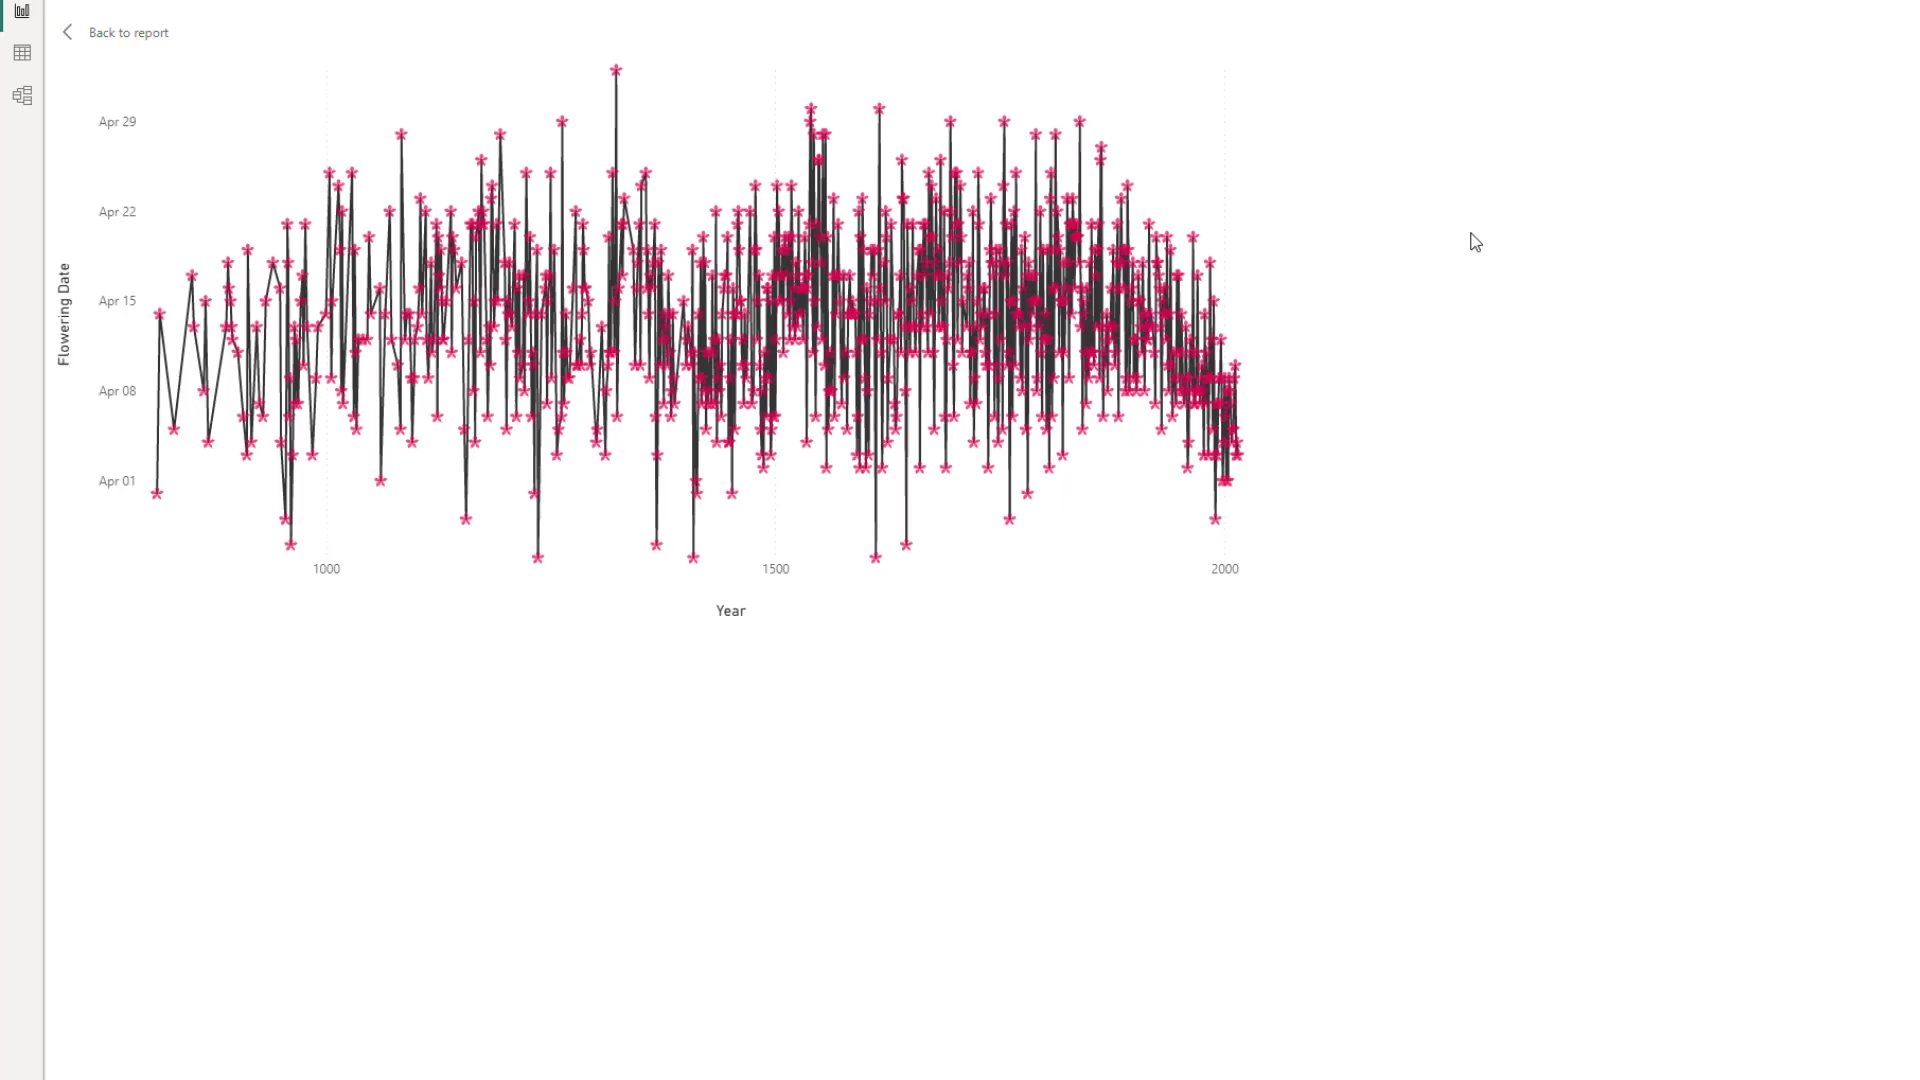 Back to report
Apr 29
Apr 22
Apr 15
Apr 08
Apr 01
Flowering Date
1000
1500
2000
Year